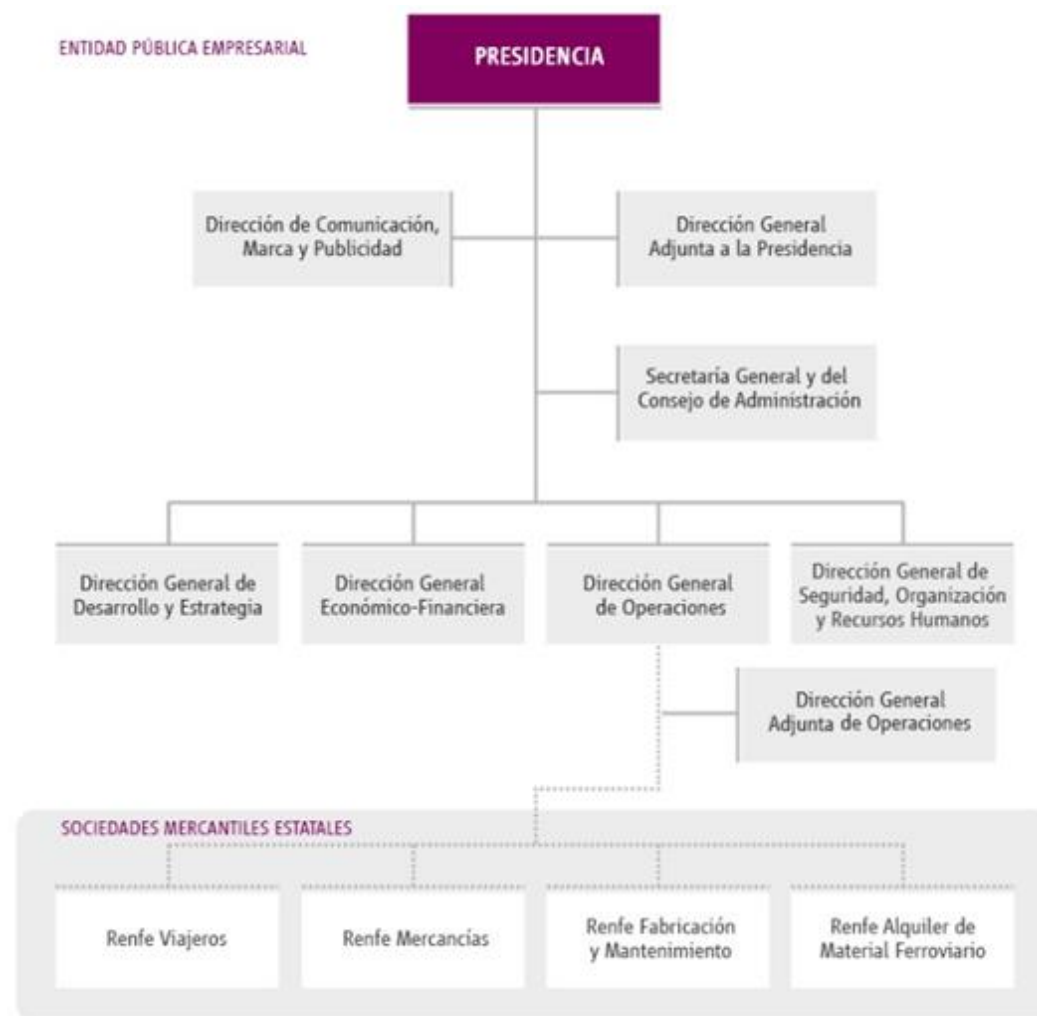 ENTIDAD PÚBLICA EMPRESARIAL
PRESIDENCIA
Dirección de Comunicación,
Marca y Publicidad
Dirección General
Adjunta a la Presidencia
Secretaría General y del
Consejo de Administración
Dirección General de
Desarrollo y Estrategia
Dirección General
Económico-Financiera
Dirección General
de Operaciones
Dirección General de
Seguridad, Organización
y Recursos Humanos
Dirección General
Adjunta de Operaciones
SOCIEDADES MERCANTILES ESTATALES
Renfe Viajeros
Renfe Mercancías
Renfe Fabricación
y Mantenimiento
Renfe Alquiler de
Material Ferroviario